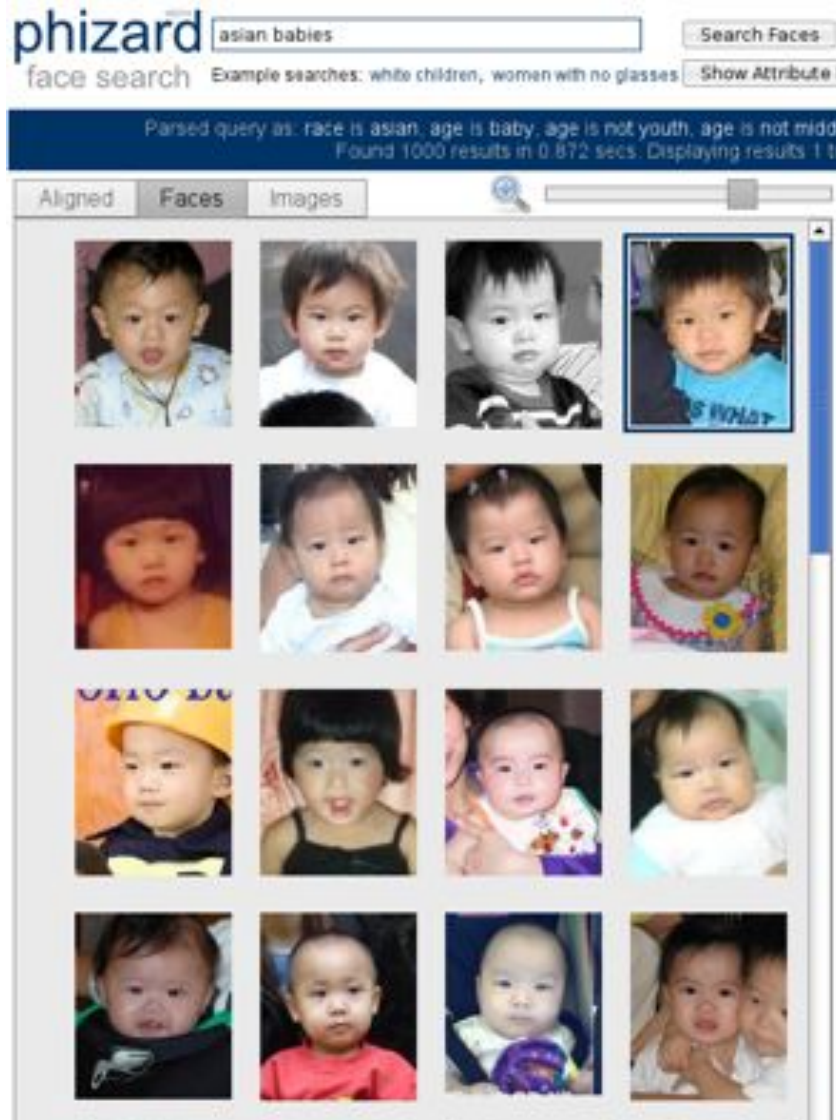 phizard
face search
asian babies
Search Faces
Example searches: white children, women with no glasses
Show Attribute
Parsed query as: race is asian, age is baby, age is not youth, age is not midd
Found 1000 results in 0.872 secs. Displaying results 1 t
Aligned
Faces
Images
S WHAT